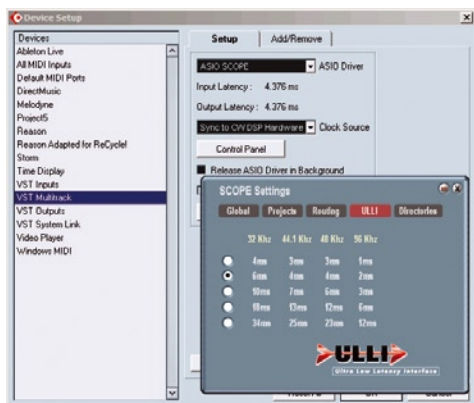 Device Setup
Devices
Ableton Live
All MIDI Inputs
Default MIDI Ports
DirectMusic
Melodyne
Project5
Reason
Reason Adapted for ReCycle!
Storm
Time Display
VST Inputs
VST Multitrack
VST Outputs
VST System Link
Video Player
Windows MIDI
Setup
Add/Remove
ASIO SCOPE
ASIO Driver
Input Latency: 4.376 ms
Output Latency: 4.376 ms
Sync to CWDSP Hardware
Clock Source
Control Panel
Release ASIO Driver in Background
SCOPE Settings
Global Projects Routing ULLI Directories
32 Khz 44.1 Khz 48 Khz 96 Khz
4ms 3ms 3ms 1ms
6ms 4ms 4ms 2ms
10ms 7ms 6ms 3ms
18ms 13ms 12ms 6ms
34ms 25ms 23ms 12ms
ULLI
Ultra Low Latency Interface